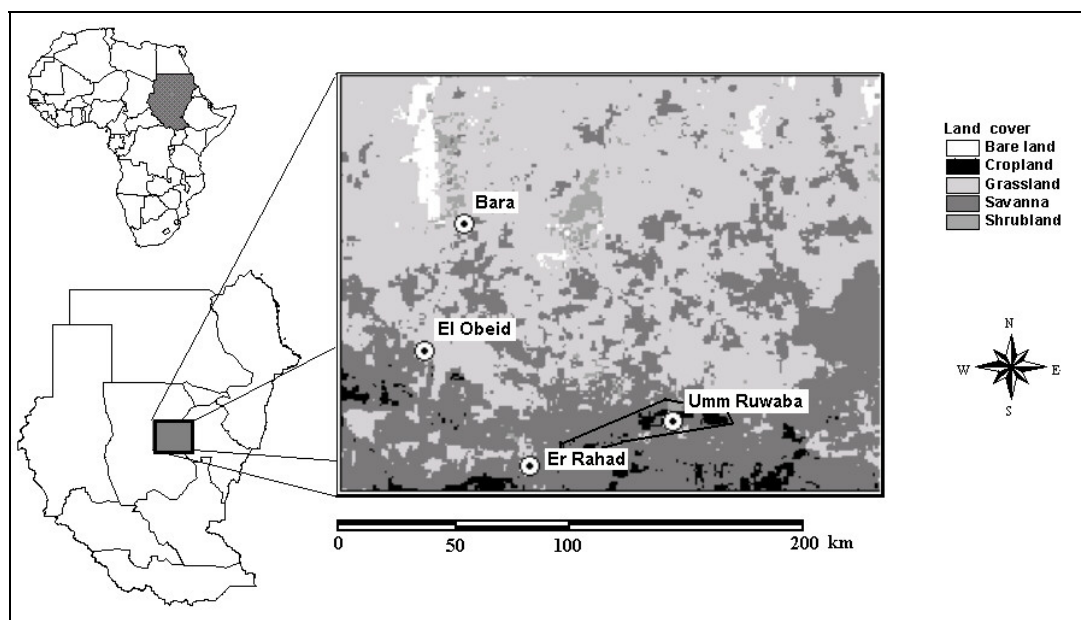 Land cover
Bare land
Cropland
Grassland
Savanna
Shrubland
Bara
El Obeid
Umm Ruwaba
Er Rahad
N
W E
S
0 50 100 200 km